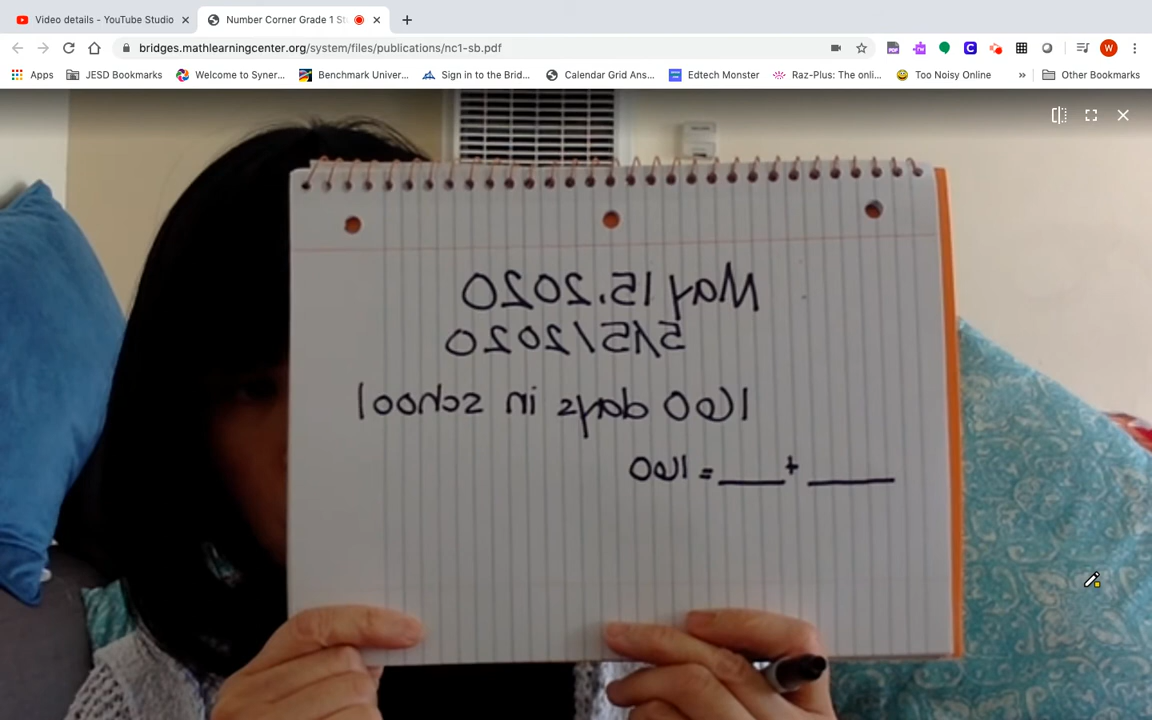 Video details - YouTube Studio
Number Corner Grade 1 St
bridges.mathlearningcenter.org/system/files/publications/nc1-sb.pdf
W
Apps JESD Bookmarks Welcome to Syner... Benchmark Univer... Sign in to the Brid... Calendar Grid Ans... Edtech Monster Raz-Plus: The onli... Too Noisy Online » Other Bookmarks
May 15.2020
5/15/2020
160 days in school
____ + ____ = 160